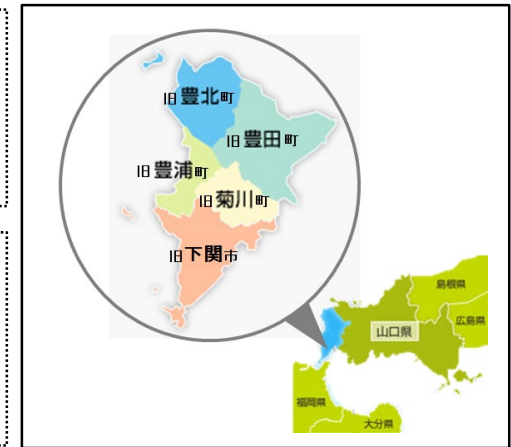 旧豊北町
旧豊田町
旧豊浦町
旧菊川町
旧下関市
島根県
広島県
山口県
福岡県
大分県